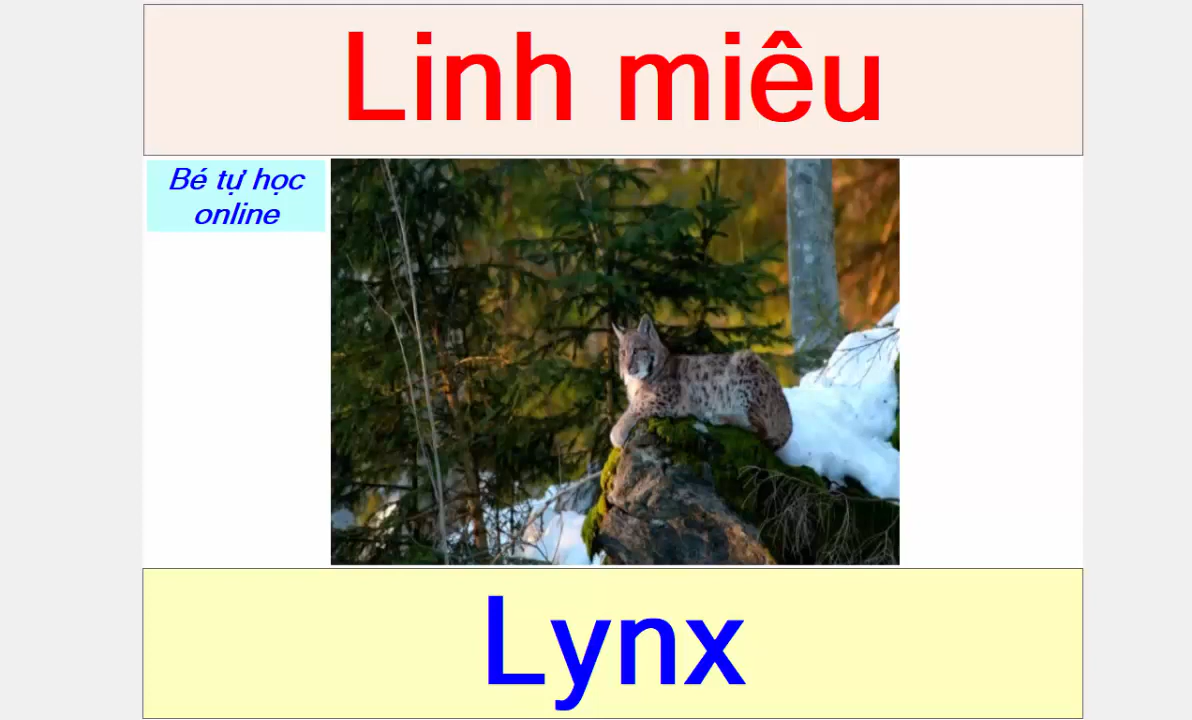 Linh miêu
Bé tự học
online
Lynx